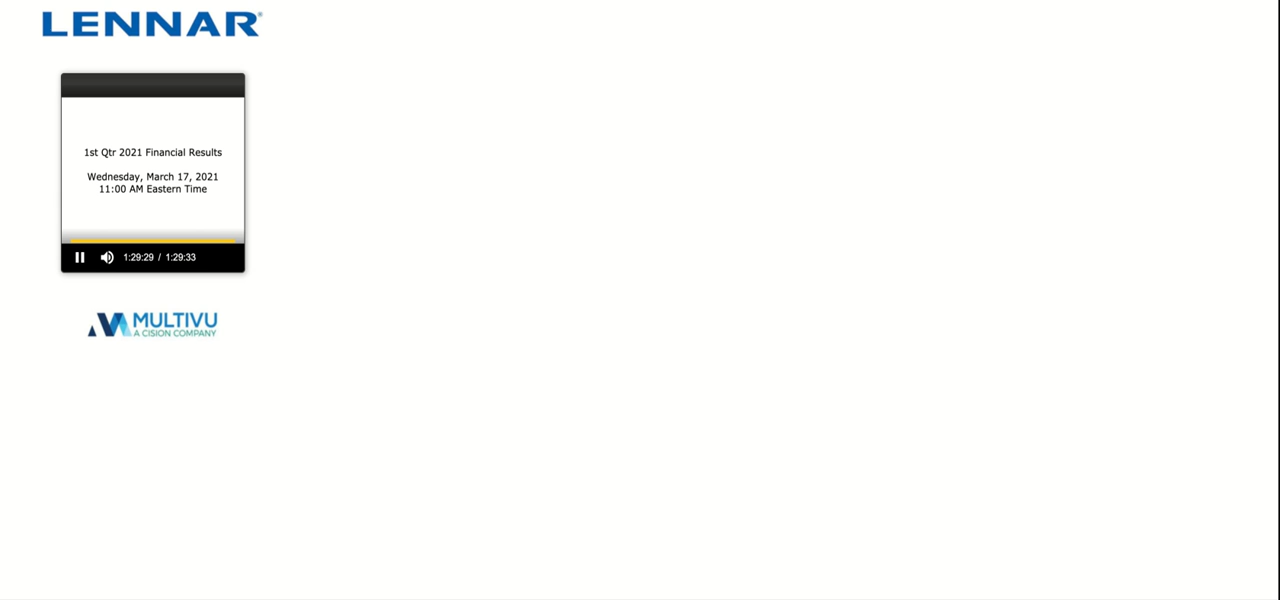 LENNAR®
1st Qtr 2021 Financial Results
Wednesday, March 17, 2021
11:00 AM Eastern Time
1:29:29 / 1:29:33
MULTIVU
A CISION COMPANY